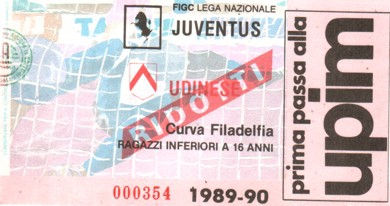 FIGC LEGA NAZIONALE
JUVENTUS
UDINESE
RIDOTTI
Curva Filadelfia
RAGAZZI INFERIORI A 16 ANNI
000354 1989-90
prima passa alla
upim